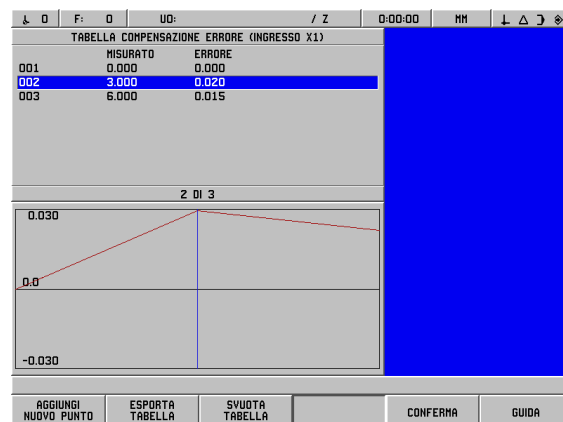 0 F: 0 UO: / Z 0:00:00 MM
TABELLA COMPENSAZIONE ERRORE (INGRESSO X1)
MISURATO ERRORE
001 0.000 0.000
002 3.000 0.020
003 6.000 0.015
2 DI 3
0.030
0.0
-0.030
AGGIUNGI NUOVO PUNTO
ESPORTA TABELLA
SVUOTA TABELLA
CONFERMA
GUIDA